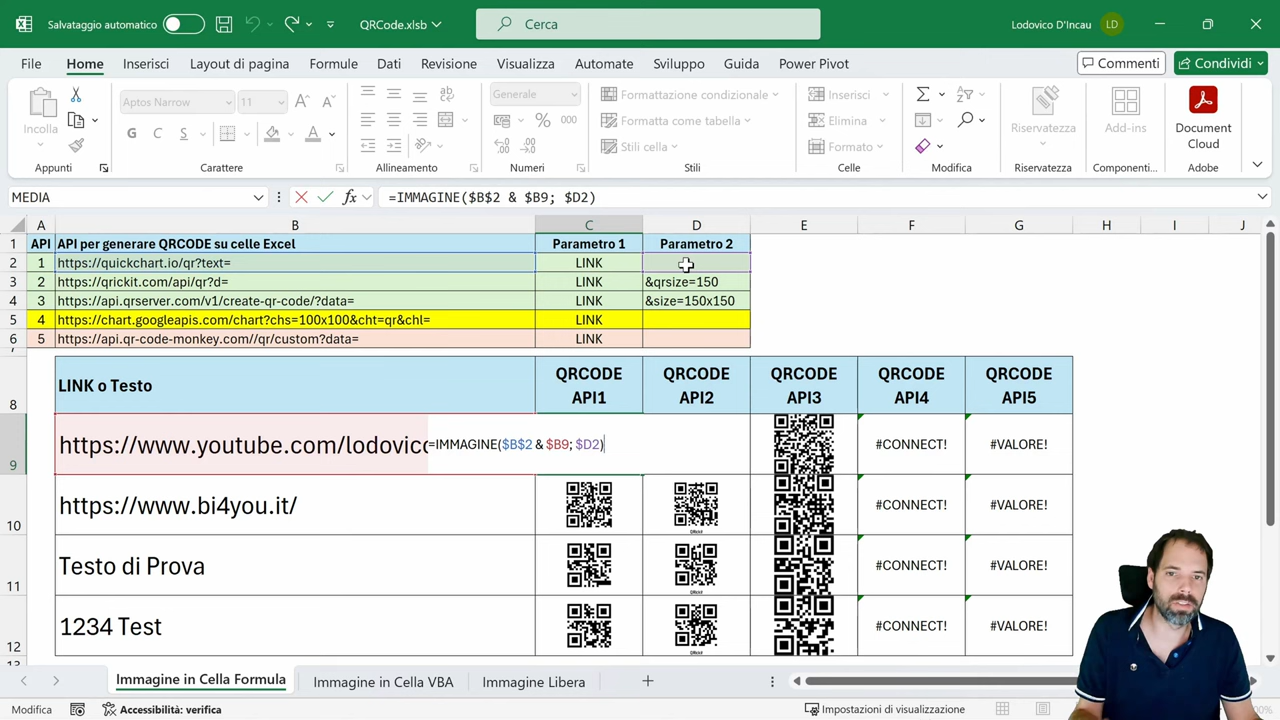 Salvataggio automatico
QRCode.xlsb
Cerca
Lodovico D'Incau
LD
File Home Inserisci Layout di pagina Formule Dati Revisione Visualizza Automate Sviluppo Guida Power Pivot
Commenti
Condividi
Incolla
Appunti
Aptos Narrow 11
G C S
Carattere
Allineamento
Generale
Numeri
Formattazione condizionale
Formatta come tabella
Stili cella
Stili
Inserisci
Elimina
Formato
Celle
Modifica
Riservatezza
Riservatezza
Add-ins
Componenti...
Document
Cloud
Adobe
MEDIA
=IMMAGINE($B$2 & $B9; $D2)
A B C D E F G H I J
1 API API per generare QRCODE su celle Excel Parametro 1 Parametro 2
2 1 https://quickchart.io/qr?text= LINK
3 2 https://qrickit.com/api/qr?d= LINK &qrsize=150
4 3 https://api.qrserver.com/v1/create-qr-code/?data= LINK &size=150x150
5 4 https://chart.googleapis.com/chart?chs=100x100&cht=qr&chl= LINK
6 5 https://api.qr-code-monkey.com//qr/custom?data= LINK
8 LINK o Testo
QRCODE API1
QRCODE API2
QRCODE API3
QRCODE API4
QRCODE API5
9 https://www.youtube.com/lodovic =IMMAGINE($B$2 & $B9; $D2) #CONNECT! #VALORE!
10 https://www.bi4you.it/ #CONNECT! #VALORE!
11 Testo di Prova #CONNECT! #VALORE!
12 1234 Test #CONNECT! #VALORE!
13
Immagine in Cella Formula Immagine in Cella VBA Immagine Libera
Modifica
Accessibilità: verifica
Impostazioni di visualizzazione